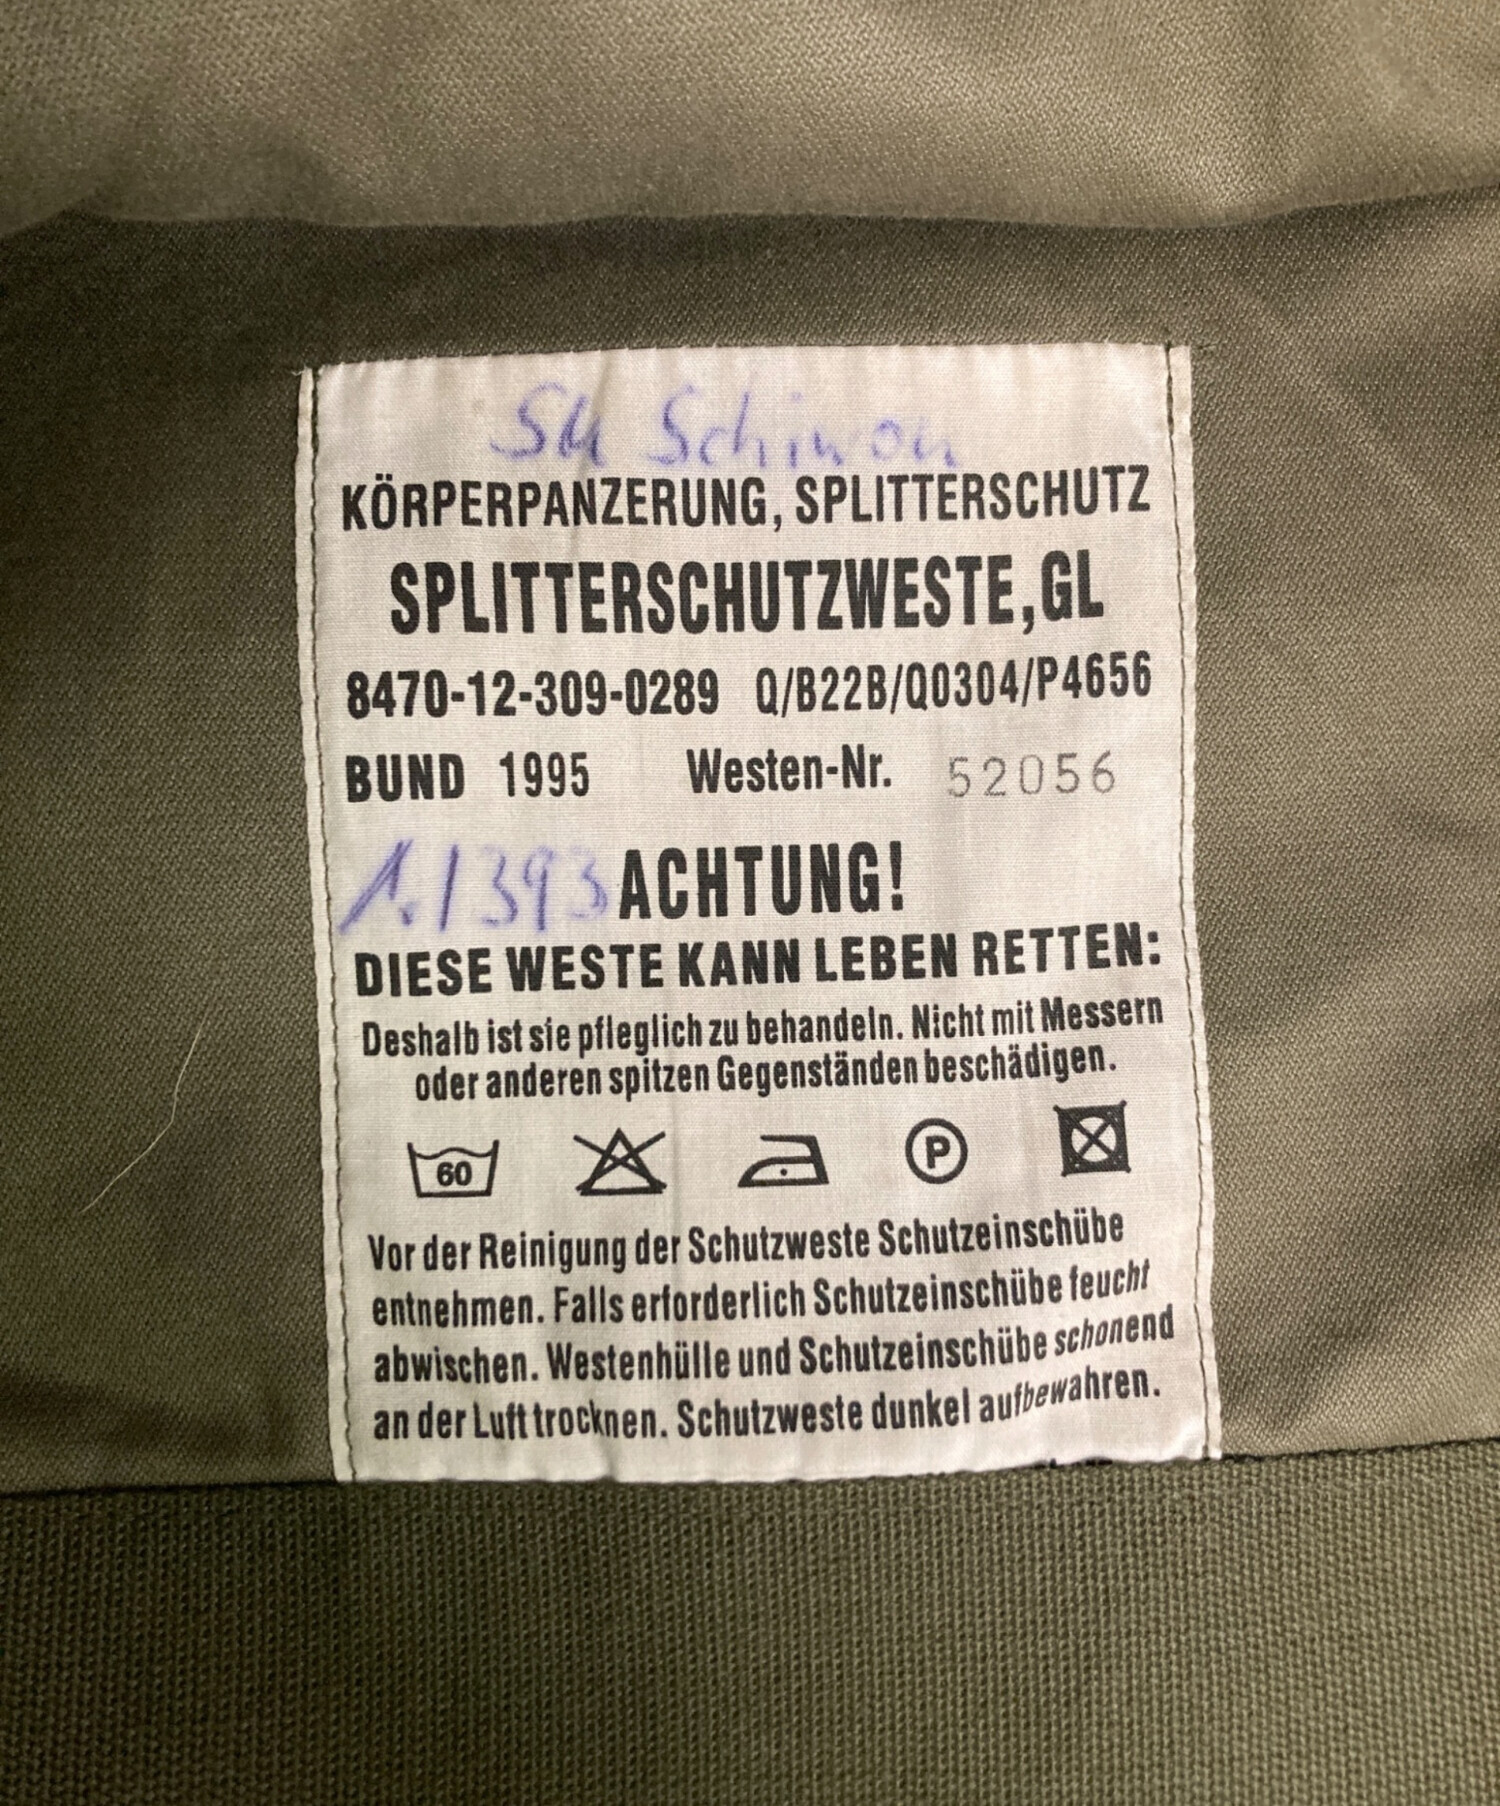 KÖRPERPANZERUNG, SPLITTERSCHUTZ
SPLITTERSCHUTZWESTE,GL
8470-12-309-0289 Q/B22B/Q0304/P4656
BUND 1995 Westen-Nr. 52056
1.1393 ACHTUNG!
DIESE WESTE KANN LEBEN RETTEN:
Deshalb ist sie pfleglich zu behandeln. Nicht mit Messern
oder anderen spitzen Gegenständen beschädigen.
60 P
Vor der Reinigung der Schutzweste Schutzeinschübe
entnehmen. Falls erforderlich Schutzeinschübe feucht
abwischen. Westenhülle und Schutzeinschübe schonend
an der Luft trocknen. Schutzweste dunkel aufbewahren.